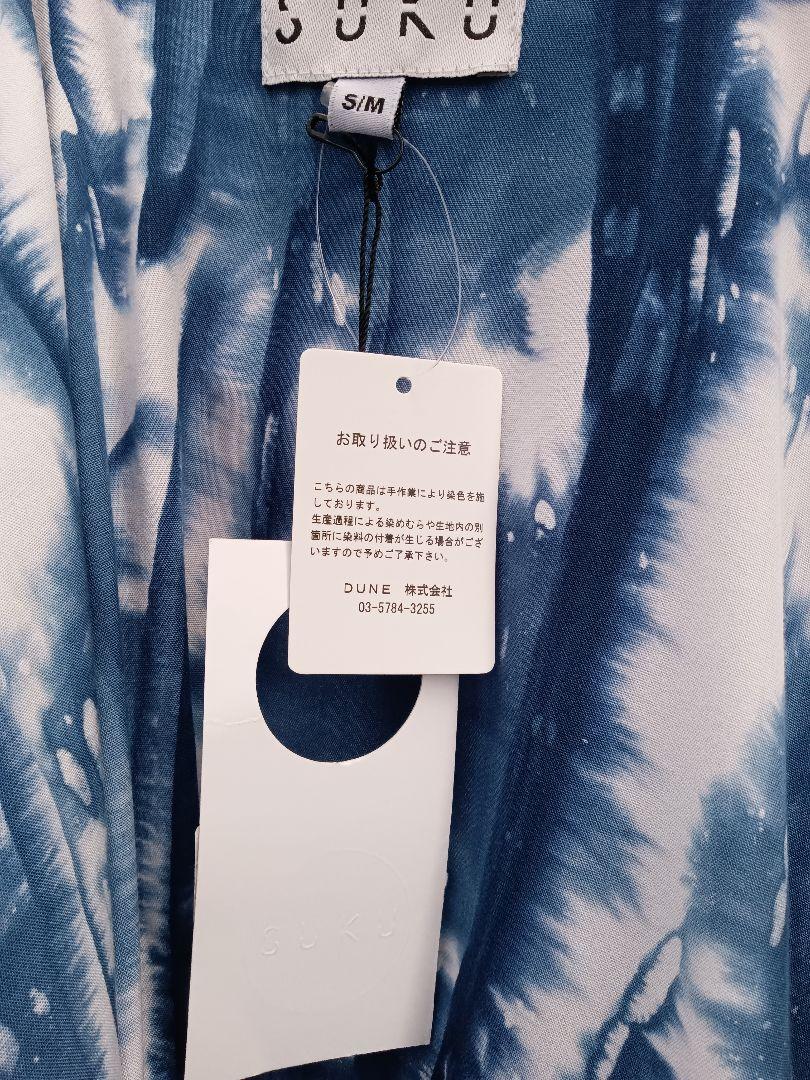 SUKU
S/M
お取り扱いのご注意
こちらの商品は手作業により染色を施
しております。
生産過程による染めむらや生地内の別
箇所に染料の付着が生じる場合がござ
いますので予めご了承下さい。
DUNE 株式会社
03-5784-3255
SUKU